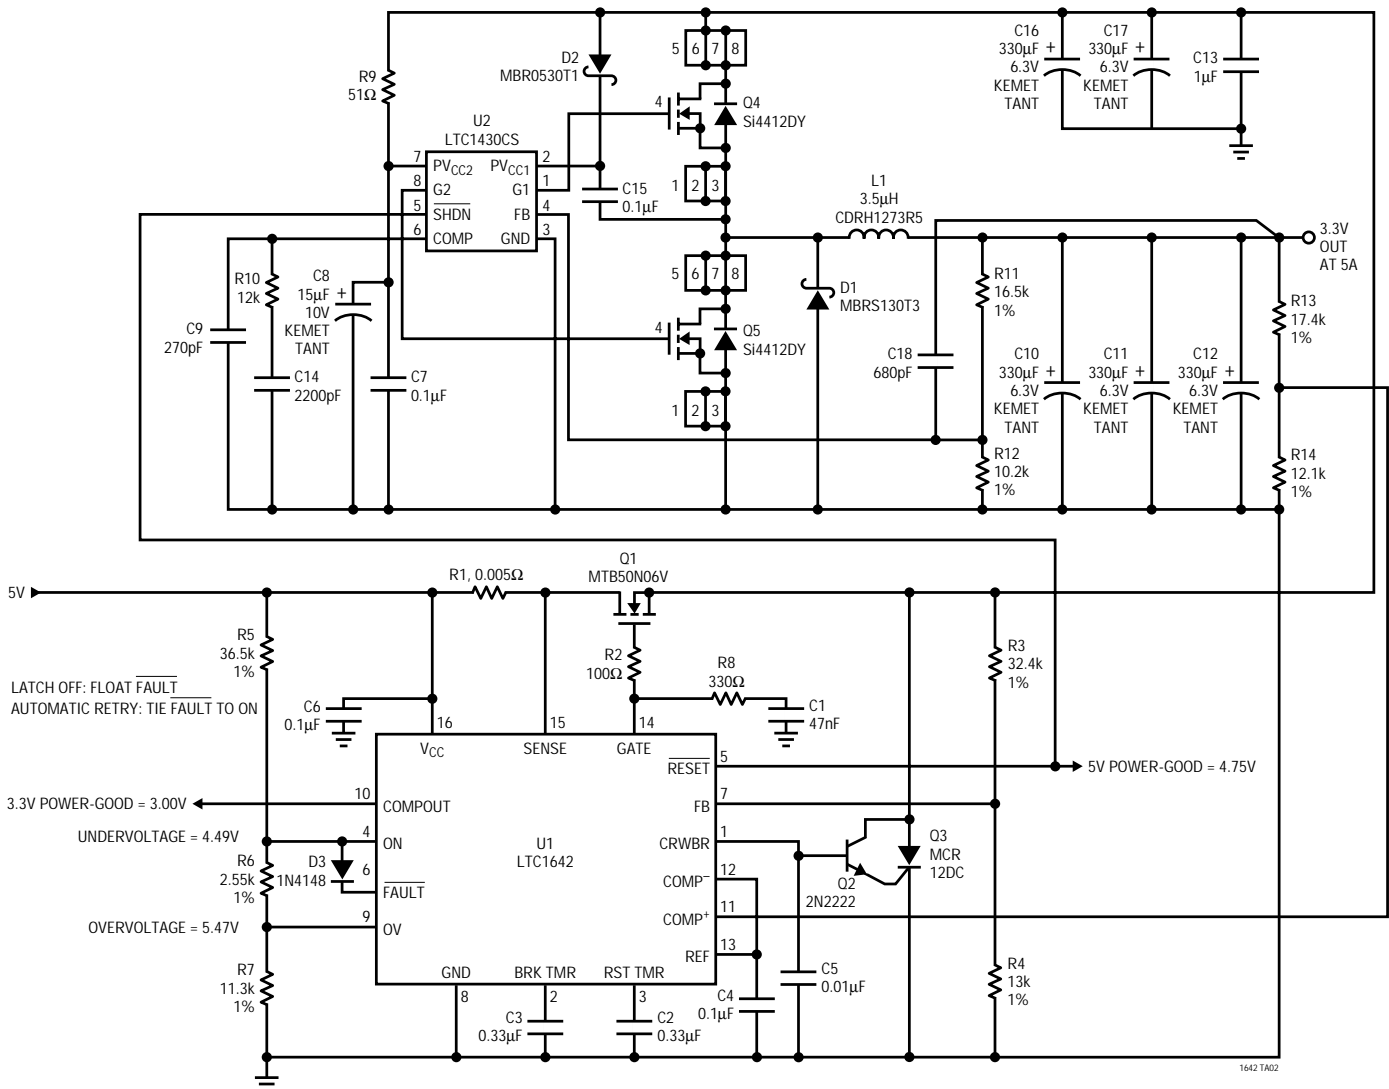 R9
51Ω
D2
MBR0530T1
5 6 7 8
4
Q4
Si4412DY
1 2 3
C16
330µF +
6.3V
KEMET
TANT
C17
330µF +
6.3V
KEMET
TANT
C13
1µF
U2
LTC1430CS
7
8
5
6
PVCC2
G2
SHDN
COMP
PVCC1
G1
FB
GND
2
1
4
3
C15
0.1µF
L1
3.5µH
CDRH1273R5
3.3V
OUT
AT 5A
R10
12k
C8
15µF +
10V
KEMET
TANT
C9
270pF
C14
2200pF
C7
0.1µF
5 6 7 8
4
Q5
Si4412DY
1 2 3
D1
MBRS130T3
C18
680pF
R11
16.5k
1%
R12
10.2k
1%
C10
330µF +
6.3V
KEMET
TANT
C11
330µF +
6.3V
KEMET
TANT
C12
330µF +
6.3V
KEMET
TANT
R13
17.4k
1%
R14
12.1k
1%
5V
R1, 0.005Ω
Q1
MTB50N06V
R5
36.5k
1%
R2
100Ω
R8
330Ω
R3
32.4k
1%
LATCH OFF: FLOAT FAULT
AUTOMATIC RETRY: TIE FAULT TO ON
C6
0.1µF
C1
47nF
16
15
14
VCC
SENSE
GATE
RESET
5
5V POWER-GOOD = 4.75V
3.3V POWER-GOOD = 3.00V
10
COMPOUT
FB
7
UNDERVOLTAGE = 4.49V
4
ON
U1
LTC1642
CRWBR
1
R6
2.55k
1%
D3
1N4148
6
FAULT
COMP–
12
Q2
2N2222
Q3
MCR
12DC
OVERVOLTAGE = 5.47V
9
OV
COMP+
11
REF
13
R7
11.3k
1%
GND
BRK TMR
RST TMR
8
2
3
C3
0.33µF
C2
0.33µF
C4
0.1µF
C5
0.01µF
R4
13k
1%
1642 TA02